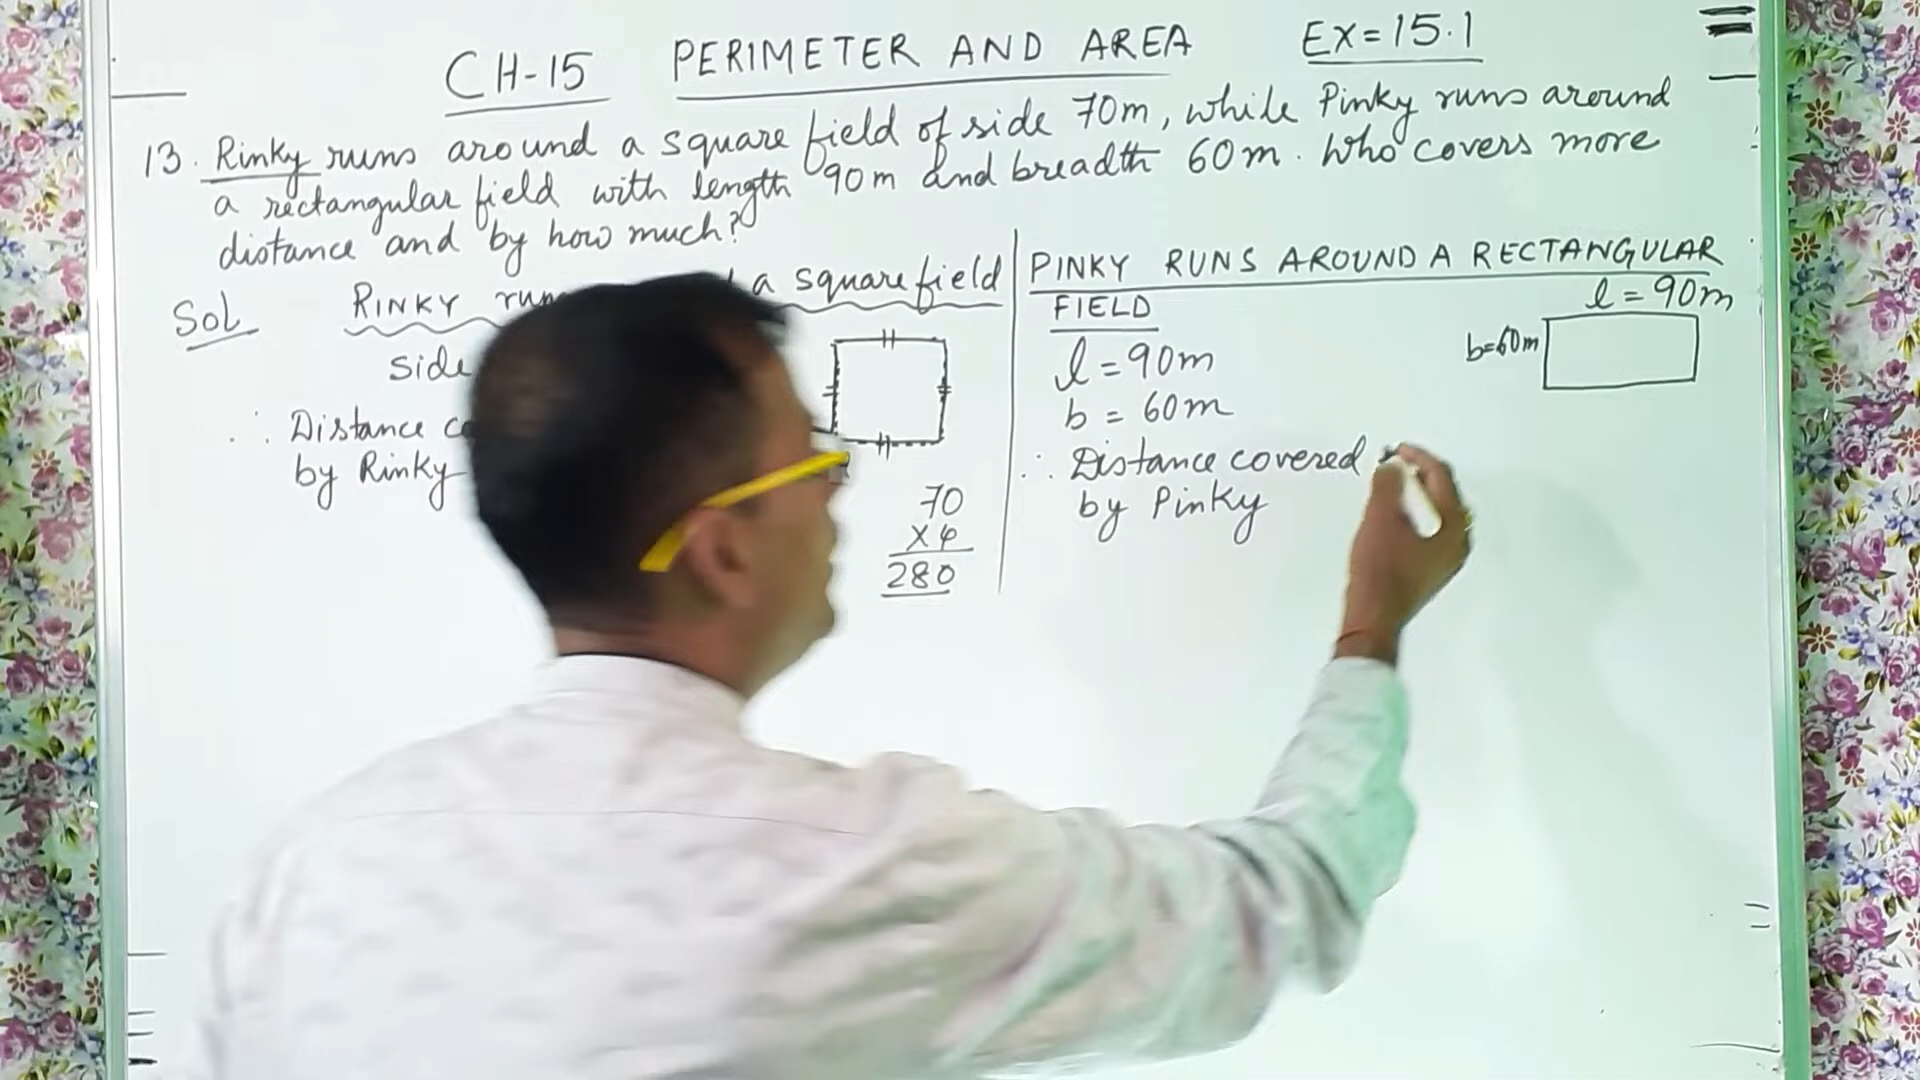 CH-15 PERIMETER AND AREA Ex=15.1
13. Rinky runs around a square field of side 70m, while Pinky runs around
a rectangular field with length 90m and breadth 60m. Who covers more
distance and by how much?
Sol
RINKY a square field
side
∴ Distance
by Rinky
70
X4
280
PINKY RUNS AROUND A RECTANGULAR
FIELD
l = 90m
b=60m
l = 90m
b = 60m
∴ Distance covered
by Pinky